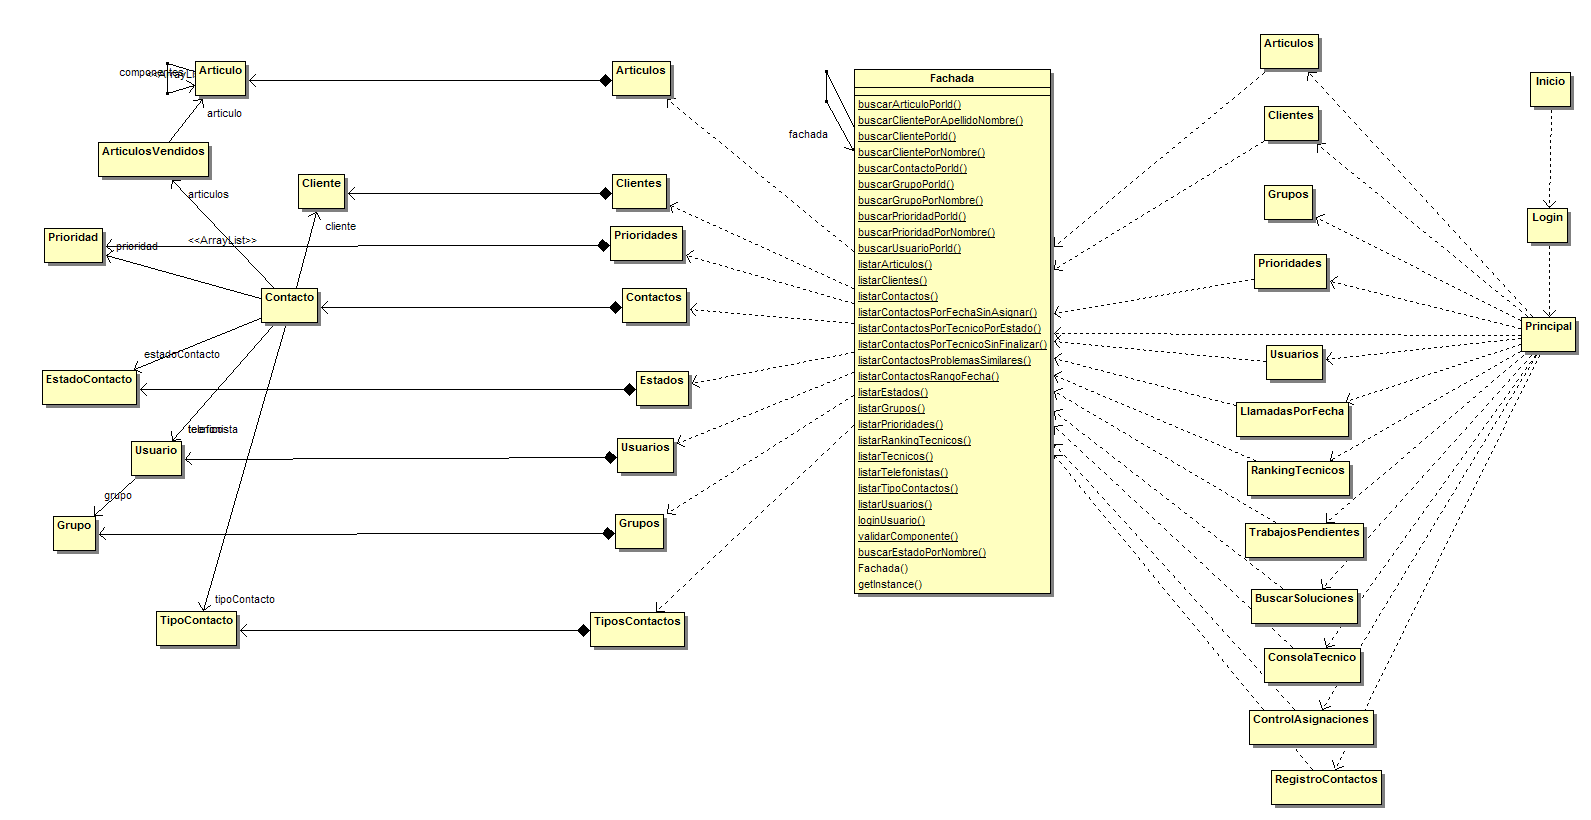 componentes
<<ArrayLi
Articulo
articulo
ArticulosVendidos
articulos
Cliente
cliente
Prioridad
prioridad
<<ArrayList>>
Contacto
estadoContacto
EstadoContacto
telefonista
Usuario
grupo
Grupo
tipoContacto
TipoContacto
Articulos
Clientes
Prioridades
Contactos
Estados
Usuarios
Grupos
TiposContactos
fachada
Fachada
buscarArticuloPorId()
buscarClientePorApellidoNombre()
buscarClientePorId()
buscarClientePorNombre()
buscarContactoPorId()
buscarGrupoPorId()
buscarGrupoPorNombre()
buscarPrioridadPorId()
buscarPrioridadPorNombre()
buscarUsuarioPorId()
listarArticulos()
listarClientes()
listarContactos()
listarContactosPorFechaSinAsignar()
listarContactosPorTecnicoPorEstado()
listarContactosPorTecnicoSinFinalizar()
listarContactosProblemasSimilares()
listarContactosRangoFecha()
listarEstados()
listarGrupos()
listarPrioridades()
listarRankingTecnicos()
listarTecnicos()
listarTelefonistas()
listarTipoContactos()
listarUsuarios()
loginUsuario()
validarComponente()
buscarEstadoPorNombre()
Fachada()
getInstance()
Articulos
Clientes
Grupos
Prioridades
Usuarios
LlamadasPorFecha
RankingTecnicos
TrabajosPendientes
BuscarSoluciones
ConsolaTecnico
ControlAsignaciones
RegistroContactos
Inicio
Login
Principal